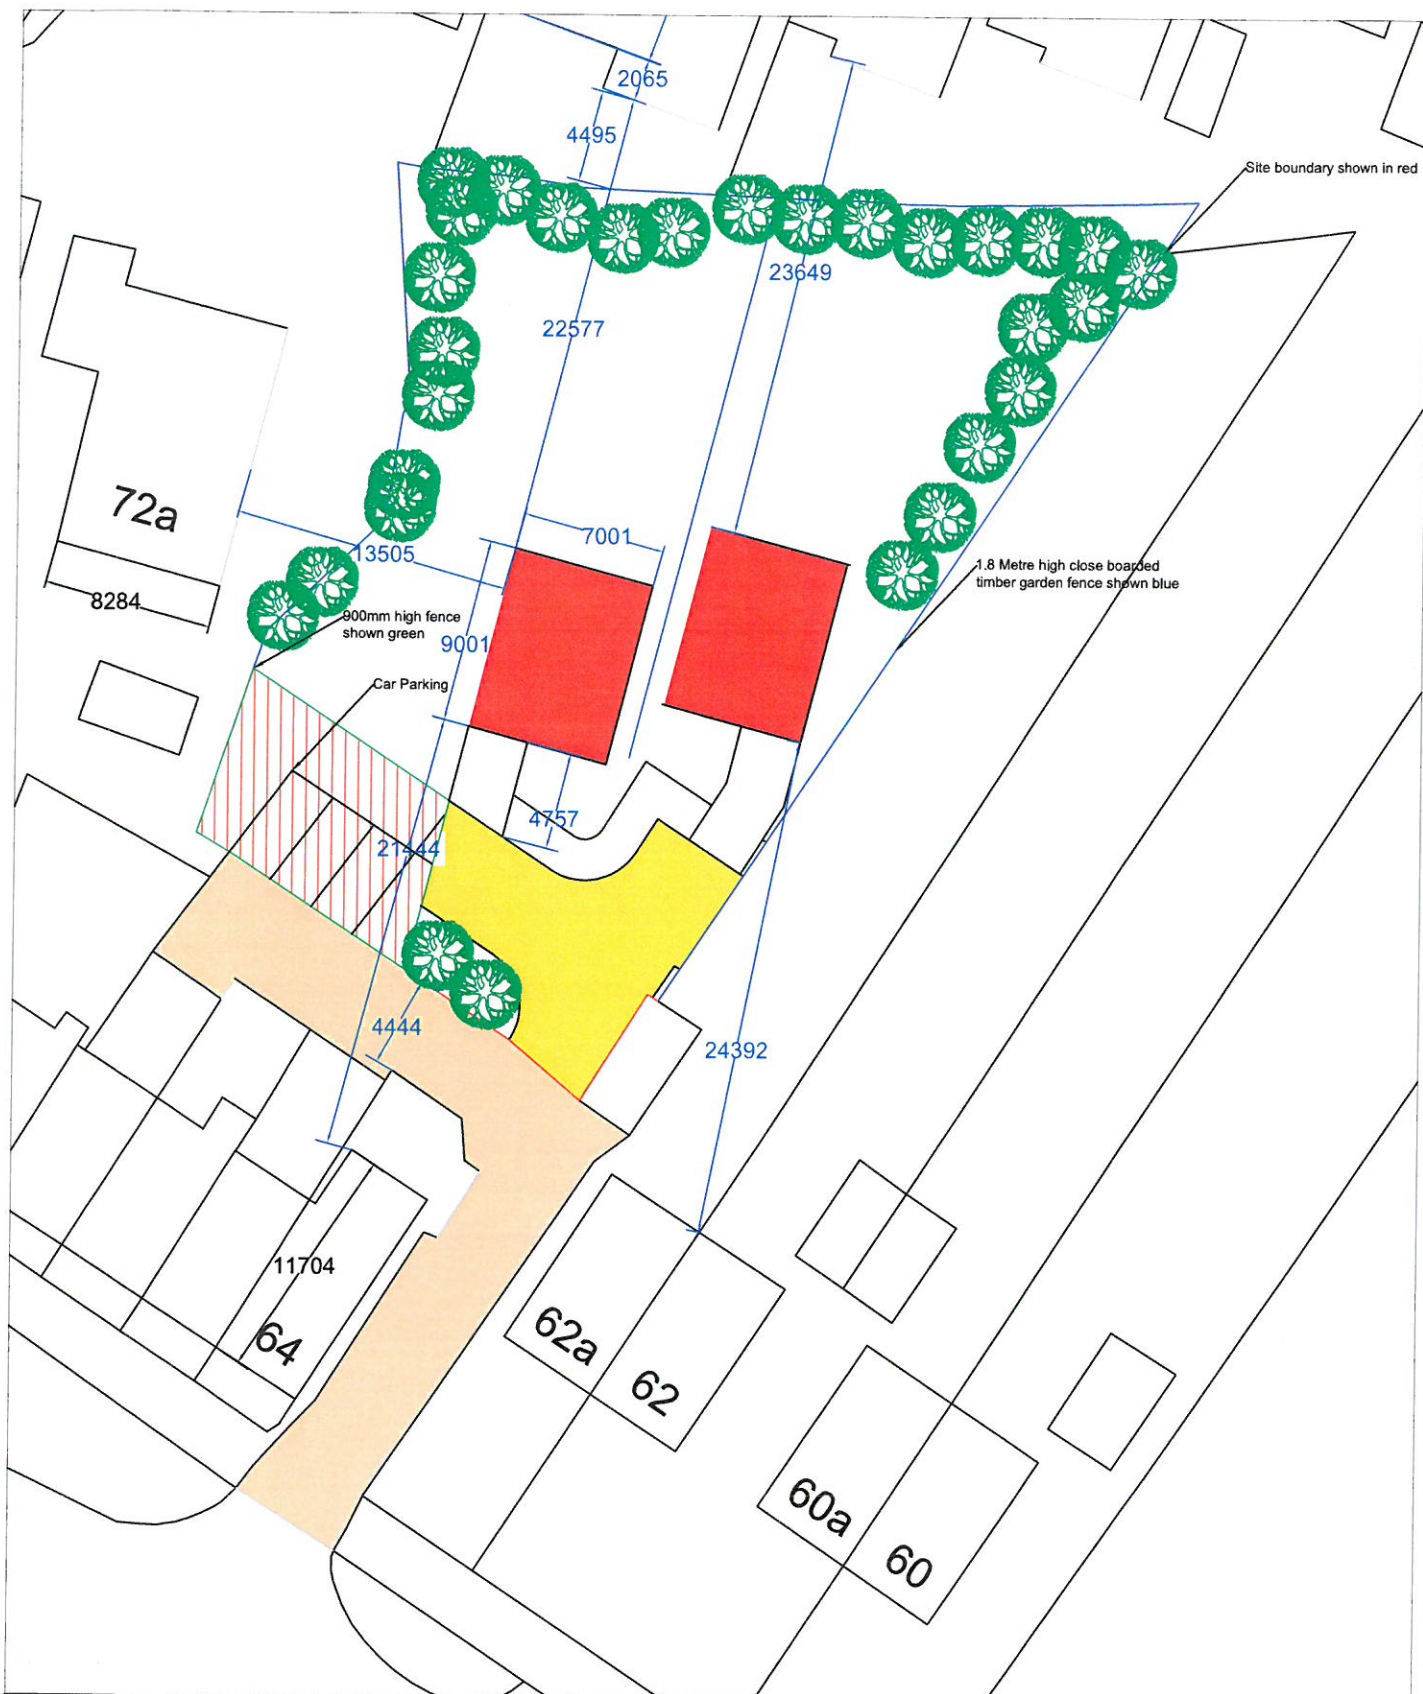 2065
4495
Site boundary shown in red
23649
22577
72a
7001
13505
1.8 Metre high close boarded
timber garden fence shown blue
8284
900mm high fence
shown green
9001
Car Parking
4757
21444
4444
24392
11704
64
62a
62
60a
60